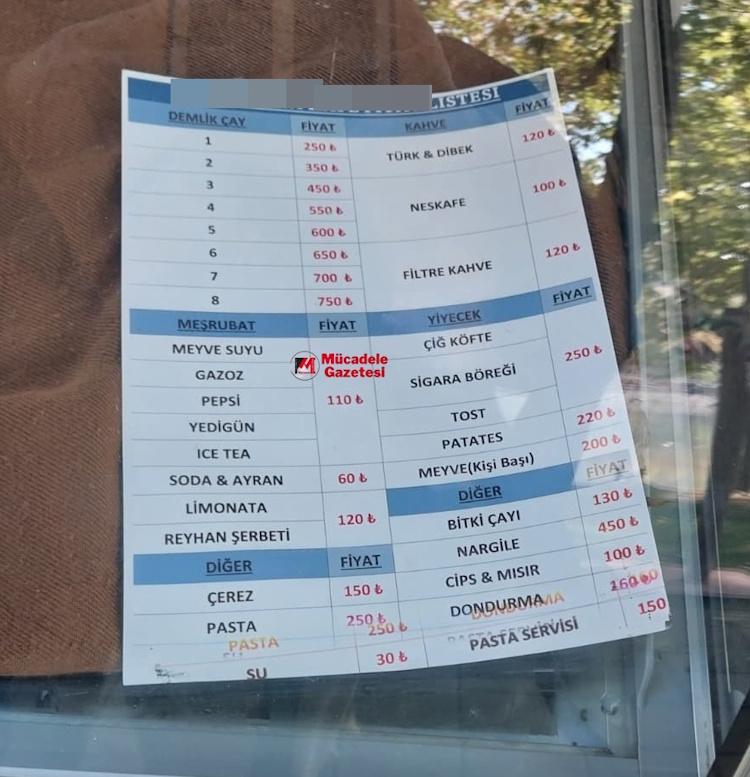 LİSTESİ
DEMLİK ÇAY FİYAT
1 250 ₺
2 350 ₺
3 450 ₺
4 550 ₺
5 600 ₺
6 650 ₺
7 700 ₺
8 750 ₺
KAHVE FİYAT
TÜRK & DİBEK 120 ₺
NESKAFE 100 ₺
FİLTRE KAHVE 120 ₺
MEŞRUBAT FİYAT
MEYVE SUYU
GAZOZ
PEPSİ 110 ₺
YEDİGÜN
ICE TEA
SODA & AYRAN 60 ₺
LİMONATA
120 ₺
REYHAN ŞERBETİ
YİYECEK FİYAT
ÇİĞ KÖFTE
250 ₺
SİGARA BÖREĞİ
TOST 220 ₺
PATATES 200 ₺
MEYVE(Kişi Başı)
DİĞER FİYAT
ÇEREZ 150 ₺
PASTA 250 ₺
PASTA 250 ₺
SU 30 ₺
DİĞER FİYAT
BİTKİ ÇAYI 130 ₺
NARGİLE 450 ₺
CİPS & MISIR 100 ₺
DONDURMA 160 ₺
DONDURMA
PASTA SERVİSİ 150
Mücadele
Gazetesi